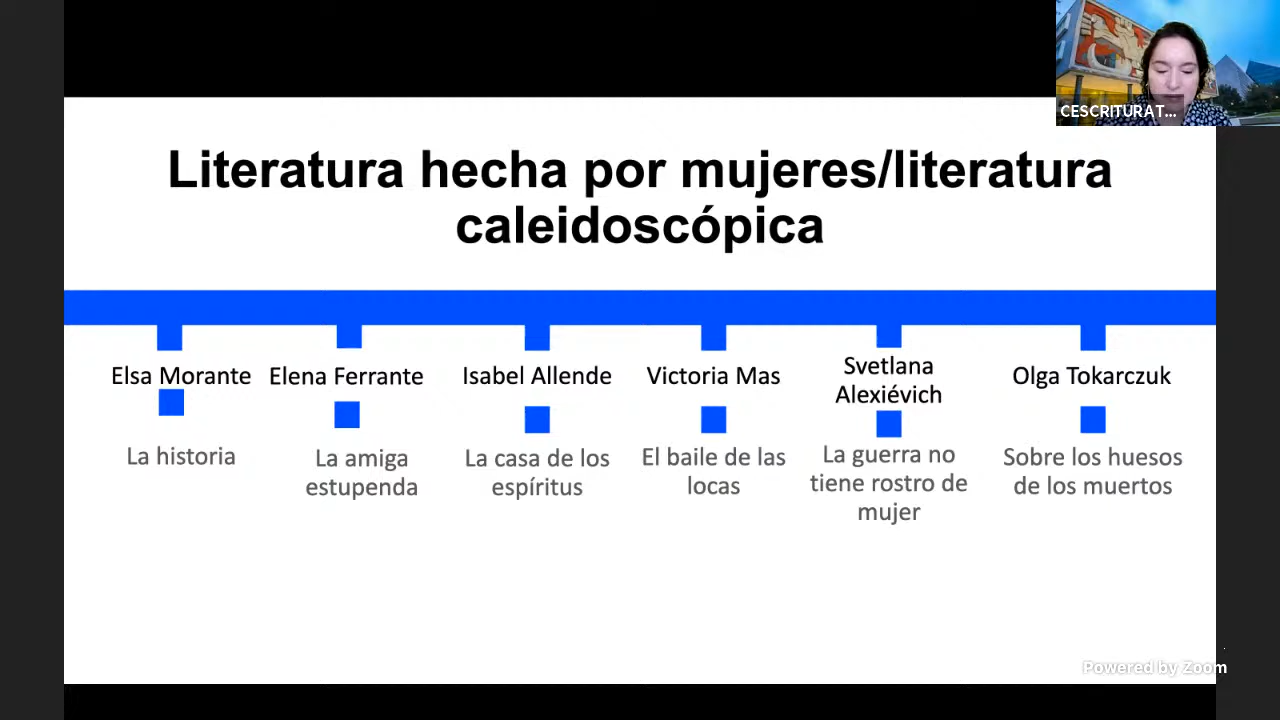 CESCRITURAT...
Literatura hecha por mujeres/literatura
caleidoscópica
Elsa Morante
Elena Ferrante
Isabel Allende
Victoria Mas
Svetlana
Alexiévich
Olga Tokarczuk
La historia
La amiga
estupenda
La casa de los
espíritus
El baile de las
locas
La guerra no
tiene rostro de
mujer
Sobre los huesos
de los muertos
Powered by Zoom